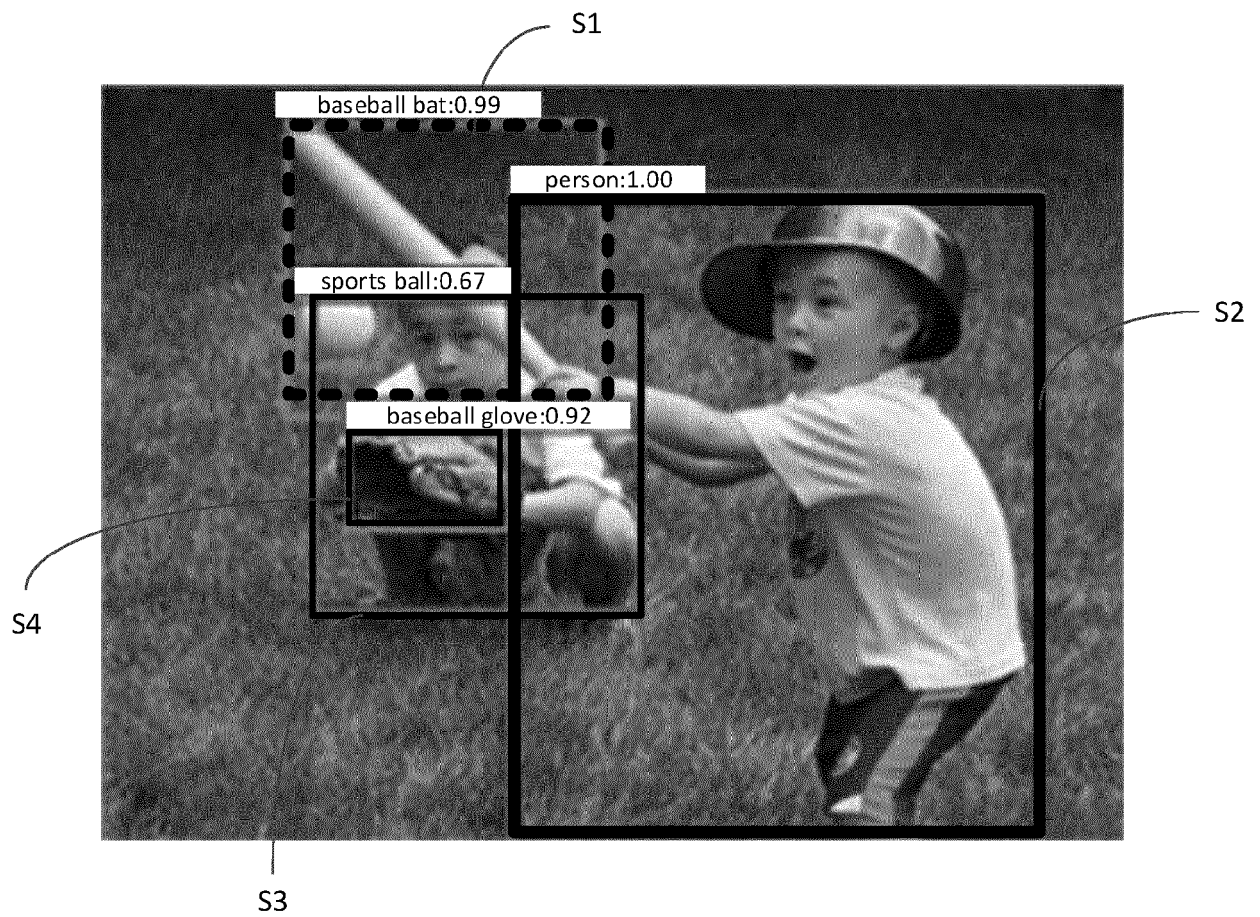 S1
baseball bat:0.99
person:1.00
sports ball:0.67
S2
baseball glove:0.92
S4
S3